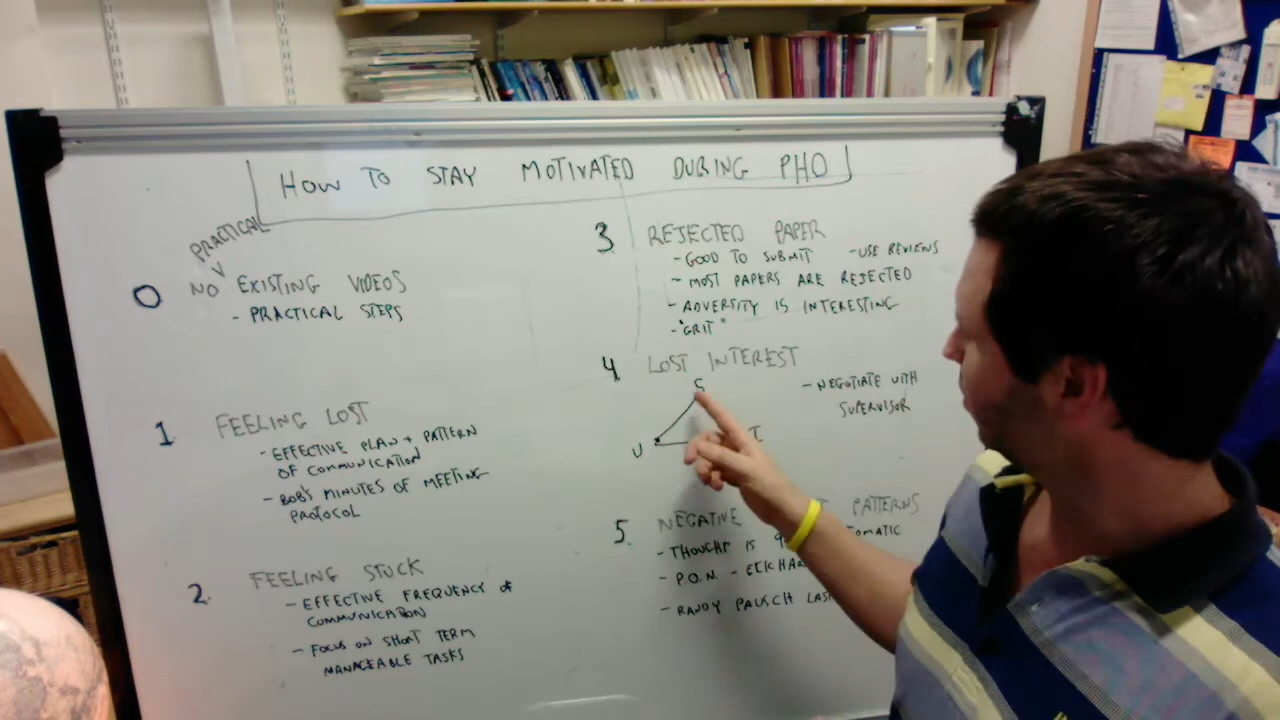 HOW TO STAY MOTIVATED DURING PHD
PRACTICAL
0 NO EXISTING VIDEOS
- PRACTICAL STEPS
1. FEELING LOST
- EFFECTIVE PLAN + PATTERN
OF COMMUNICATION
- BOB'S MINUTES OF MEETING
PROTOCOL
2. FEELING STUCK
- EFFECTIVE FREQUENCY OF
COMMUNICATION
- FOCUS ON SHORT TERM
MANAGEABLE TASKS
3 REJECTED PAPER
- GOOD TO SUBMIT - USE REVIEWS
- MOST PAPERS ARE REJECTED
- ADVERSITY IS INTERESTING
- "GRIT"
4 LOST INTEREST
S
- NEGOTIATE WITH
SUPERVISOR
U I
5. NEGATIVE PATTERNS
- THOUGHT IS
- P.O.N. - ECKHAR
- RANDY PAUSCH LAS